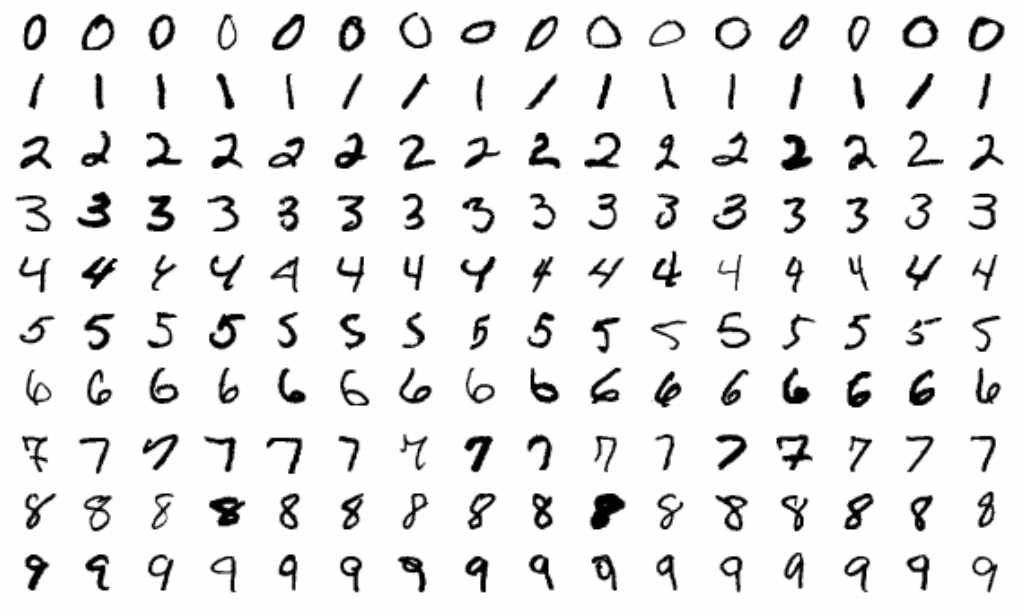 0 0 0 0 0 0 0 0 0 0 0 0 0 0 0 0
1 1 1 1 1 1 1 1 1 1 1 1 1 1 1 1
2 2 2 2 2 2 2 2 2 2 2 2 2 2 2 2
3 3 3 3 3 3 3 3 3 3 3 3 3 3 3 3
4 4 4 4 4 4 4 4 4 4 4 4 4 4 4 4
5 5 5 5 5 5 5 5 5 5 5 5 5 5 5 5
6 6 6 6 6 6 6 6 6 6 6 6 6 6 6 6
7 7 7 7 7 7 7 7 7 7 7 7 7 7 7 7
8 8 8 8 8 8 8 8 8 8 8 8 8 8 8 8
9 9 9 9 9 9 9 9 9 9 9 9 9 9 9 9